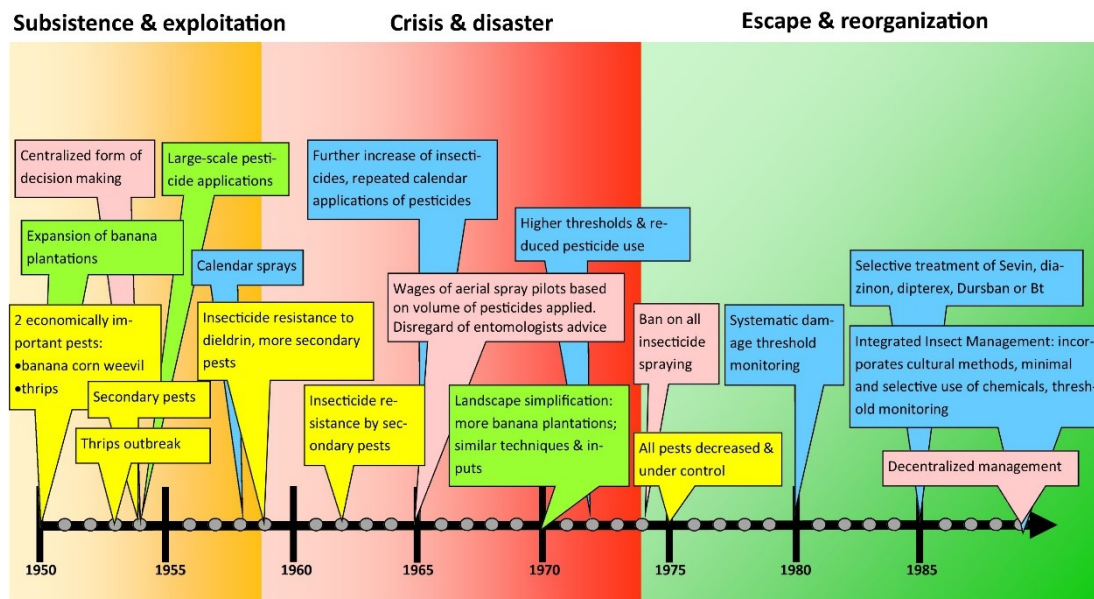 Subsistence & exploitation
Crisis & disaster
Escape & reorganization
Centralized form of
decision making
Large-scale pesti-
cide applications
Expansion of banana
plantations
Calendar sprays
2 economically im-
portant pests:
•banana corn weevil
•thrips
Secondary pests
Thrips outbreak
Insecticide resistance to
dieldrin, more secondary
pests
Further increase of insecti-
cides, repeated calendar
applications of pesticides
Higher thresholds & re-
duced pesticide use
Wages of aerial spray pilots based
on volume of pesticides applied.
Disregard of entomologists advice
Insecticide re-
sistance by sec-
ondary pests
Landscape simplification:
more banana plantations;
similar techniques & in-
puts
Ban on all
insecticide
spraying
All pests decreased &
under control
Systematic dam-
age threshold
monitoring
Selective treatment of Sevin, dia-
zinon, dipterex, Dursban or Bt
Integrated Insect Management: incor-
porates cultural methods, minimal
and selective use of chemicals, thresh-
old monitoring
Decentralized management
1950
1955
1960
1965
1970
1975
1980
1985